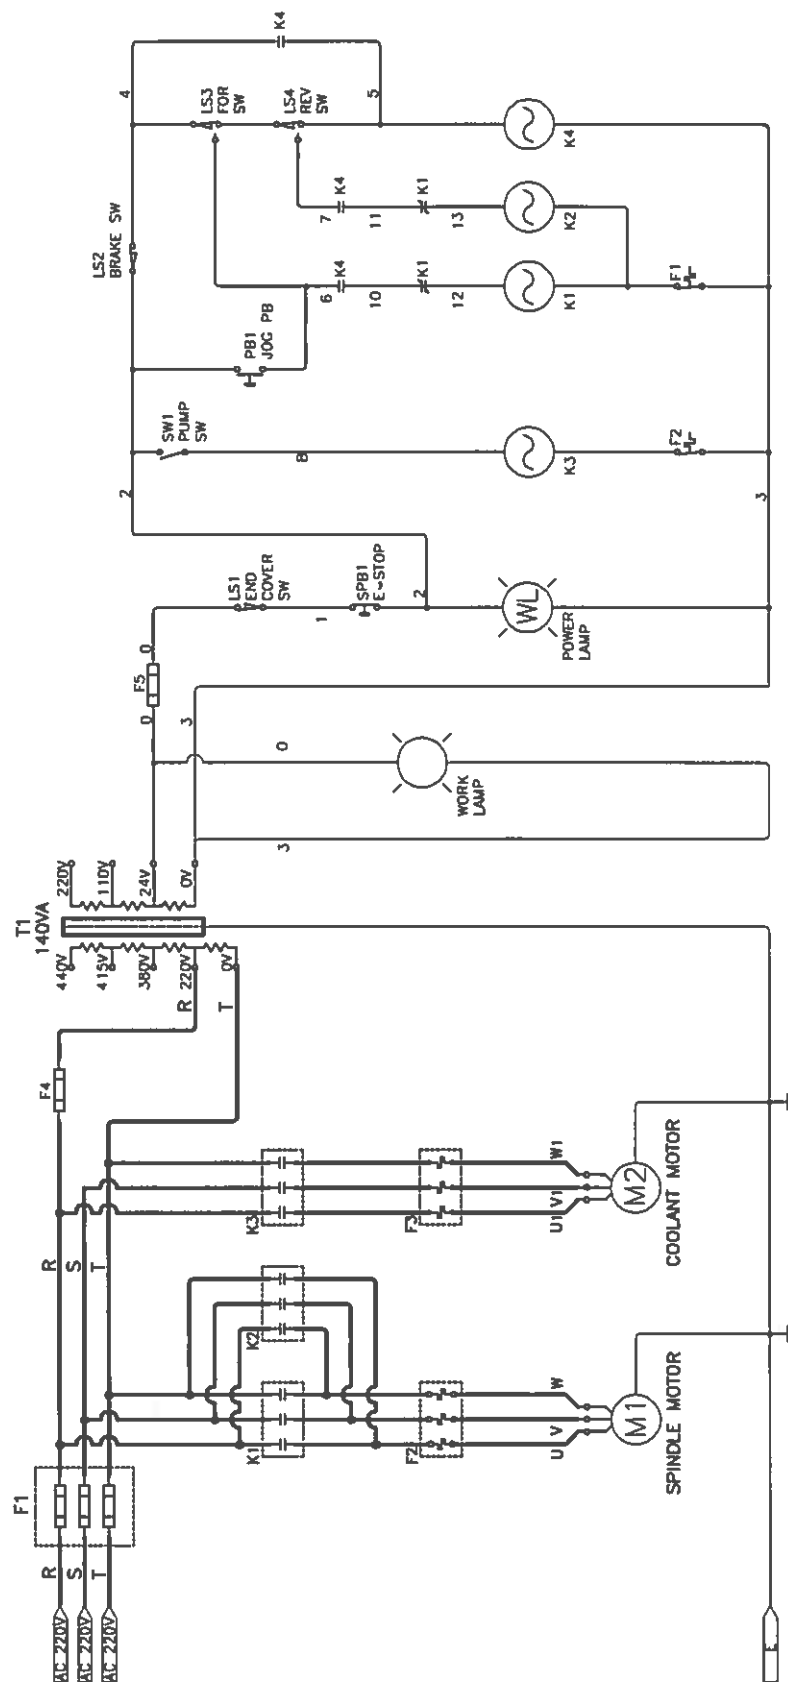 K4
4
5
LS3
FOR
SW
LS4
REV
SW
K4
LS2
BRAKE SW
7
K4
11
K1
13
K2
PB1
JOG PB
6
K4
10
K1
12
K1
F1
SW1
PUMP
SW
8
K3
F2
2
3
LS1
END
COVER
SW
1
SPB1
E-STOP
2
WL
POWER
LAMP
0
F5
0
3
0
WORK
LAMP
3
T1
140VA
220V
110V
24V
0V
440V
415V
380V
220V
0V
R
T
F4
K3
F3
W1
V1
U1
M2
COOLANT MOTOR
R
S
T
K2
K1
F2
W
V
U
M1
SPINDLE MOTOR
F1
R
S
T
AC 220V
AC 220V
AC 220V
E